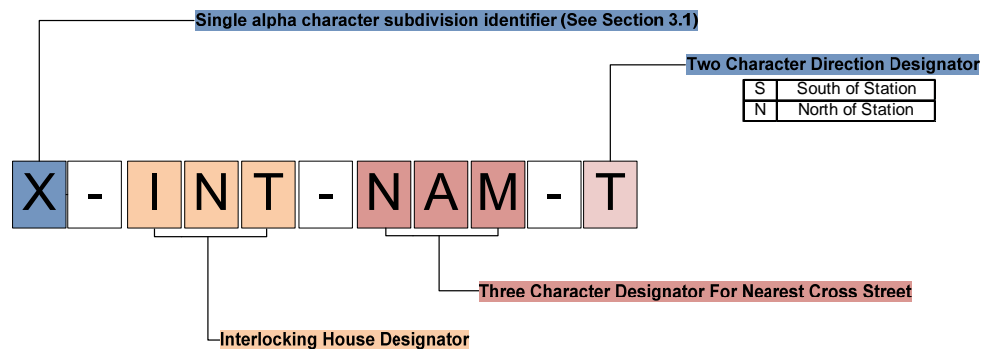 Single alpha character subdivision identifier (See Section 3.1)
Two Character Direction Designator
S South of Station
N North of Station
X - I N T - N A M - T
Three Character Designator For Nearest Cross Street
Interlocking House Designator